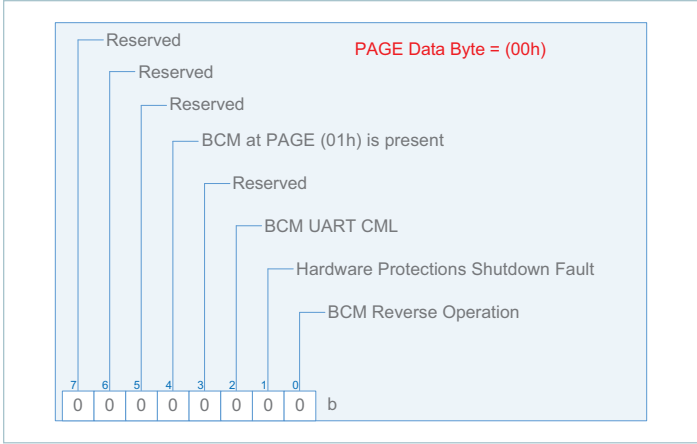 Reserved
PAGE Data Byte = (00h)
Reserved
Reserved
BCM at PAGE (01h) is present
Reserved
BCM UART CML
Hardware Protections Shutdown Fault
BCM Reverse Operation
7 6 5 4 3 2 1 0
0 0 0 0 0 0 0 0 b